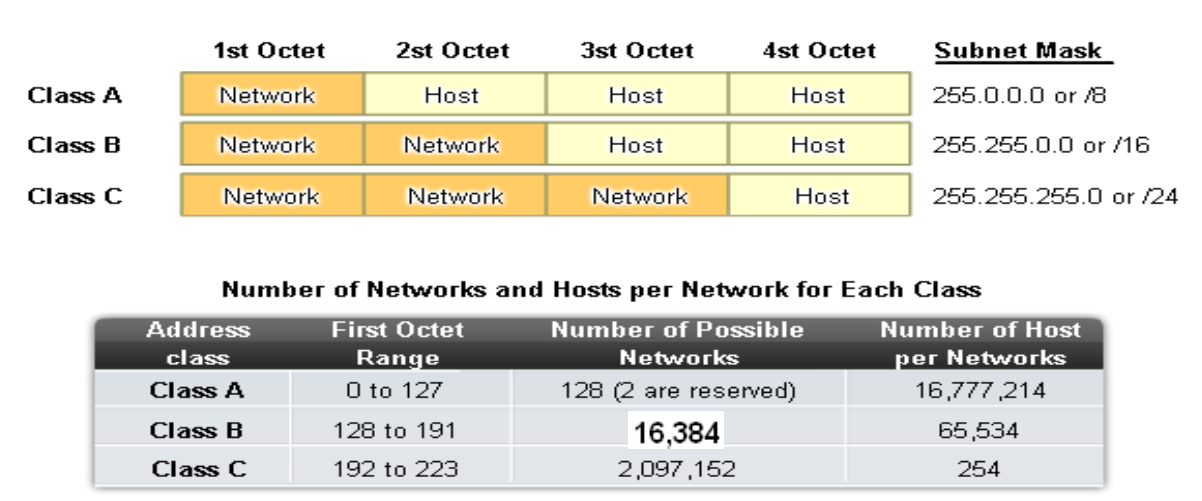 1st Octet 2st Octet 3st Octet 4st Octet Subnet Mask
Class A Network Host Host Host 255.0.0.0 or /8
Class B Network Network Host Host 255.255.0.0 or /16
Class C Network Network Network Host 255.255.255.0 or /24
Number of Networks and Hosts per Network for Each Class
Address First Octet Number of Possible Number of Host
class Range Networks per Networks
Class A 0 to 127 128 (2 are reserved) 16,777,214
Class B 128 to 191 16,384 65,534
Class C 192 to 223 2,097,152 254